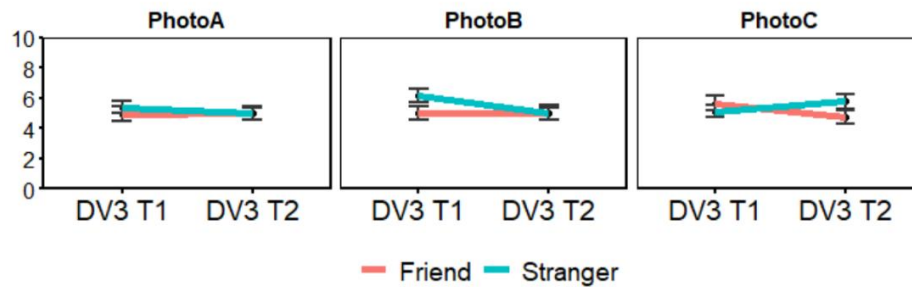 PhotoA PhotoB PhotoC
10
8
6
4
2
0
DV3 T1 DV3 T2 DV3 T1 DV3 T2 DV3 T1 DV3 T2
Friend Stranger